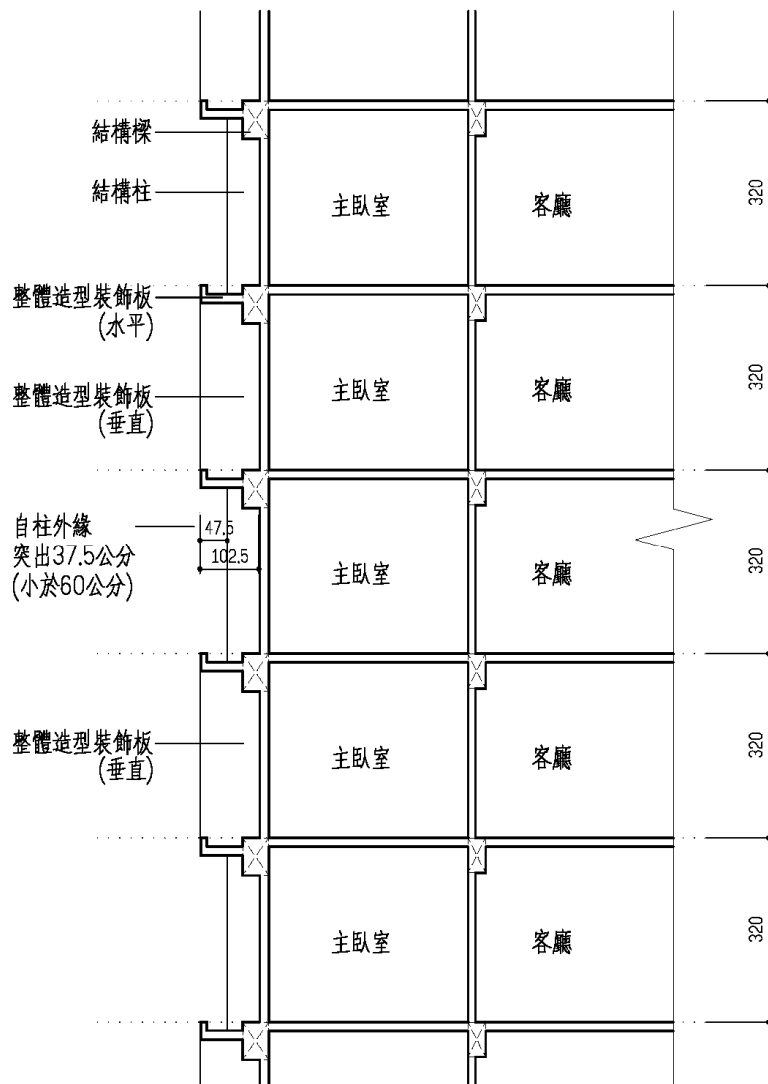 結構樑
結構柱
主臥室
客廳
320
整體造型裝飾板
(水平)
整體造型裝飾板
(垂直)
主臥室
客廳
320
自柱外緣
突出37.5公分
(小於60公分)
47.5
102.5
主臥室
客廳
320
整體造型裝飾板
(垂直)
主臥室
客廳
320
主臥室
客廳
320